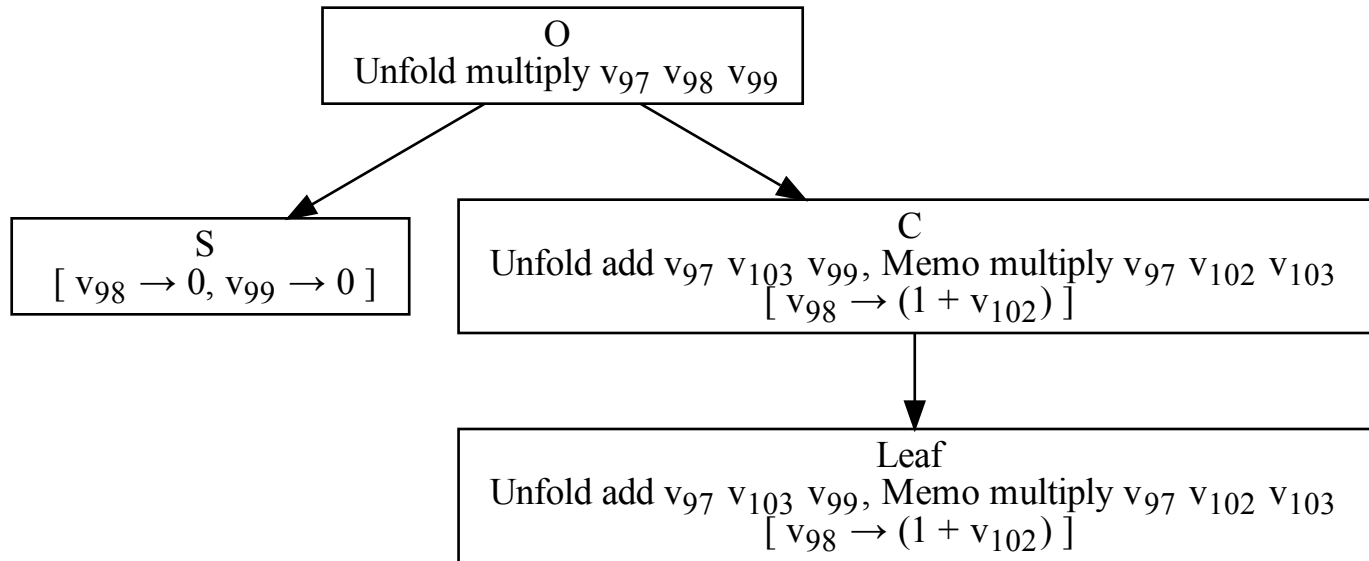 O
Unfold multiply v₉₇ v₉₈ v₉₉
S
[ v₉₈ → 0, v₉₉ → 0 ]
C
Unfold add v₉₇ v₁₀₃ v₉₉, Memo multiply v₉₇ v₁₀₂ v₁₀₃
[ v₉₈ → (1 + v₁₀₂) ]
Leaf
Unfold add v₉₇ v₁₀₃ v₉₉, Memo multiply v₉₇ v₁₀₂ v₁₀₃
[ v₉₈ → (1 + v₁₀₂) ]